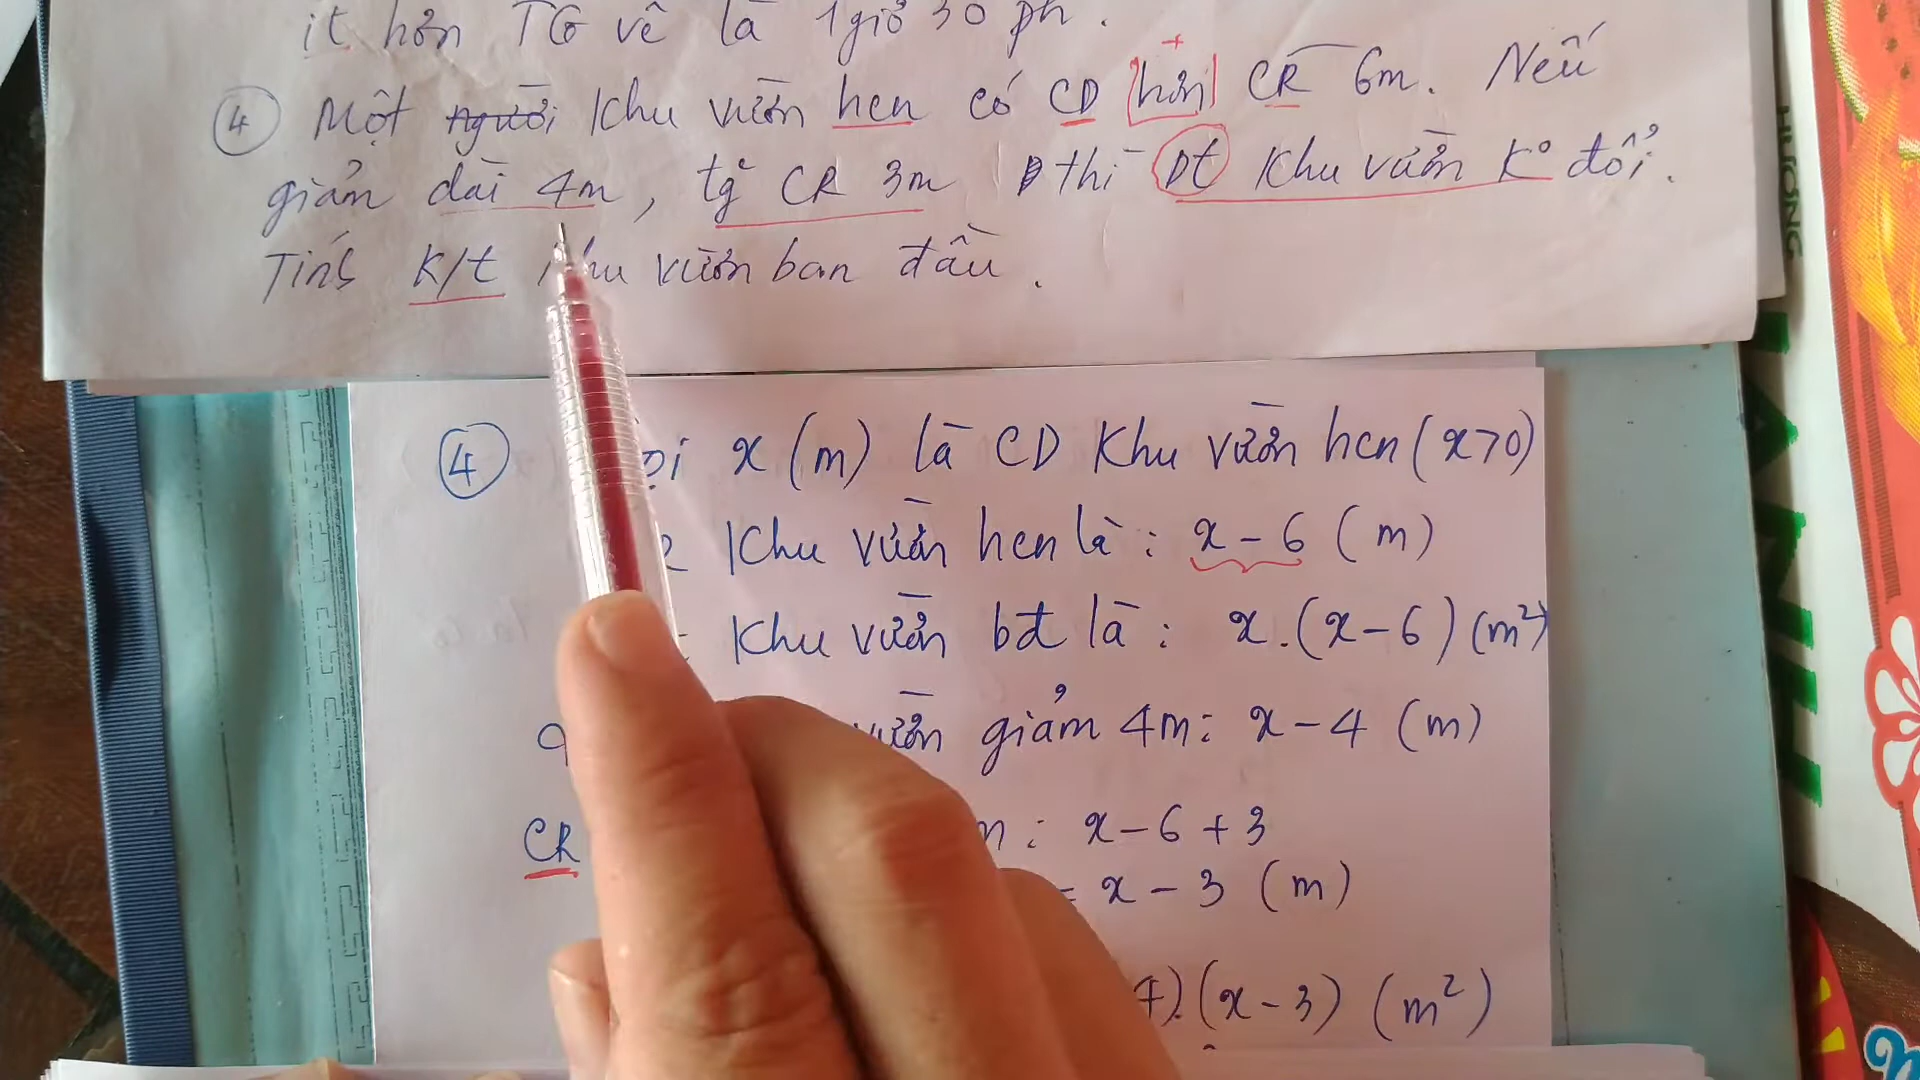 ít hơn TG về là 1 giờ 30 ph.
④ Một người khu vườn hcn có CD hơn CR 6m. Nếu
giảm dài 4m, tg CR 3m thì Dt khu vườn k° đổi.
Tính k/t khu vườn ban đầu.
④ x (m) là CD khu vườn hcn (x>0)
khu vườn hcn là: x - 6 (m)
khu vườn bđ là: x.(x-6) (m²)
vườn giảm 4m: x - 4 (m)
CR : x - 6 + 3
= x - 3 (m)
(x-3) (m²)
HƯƠNG